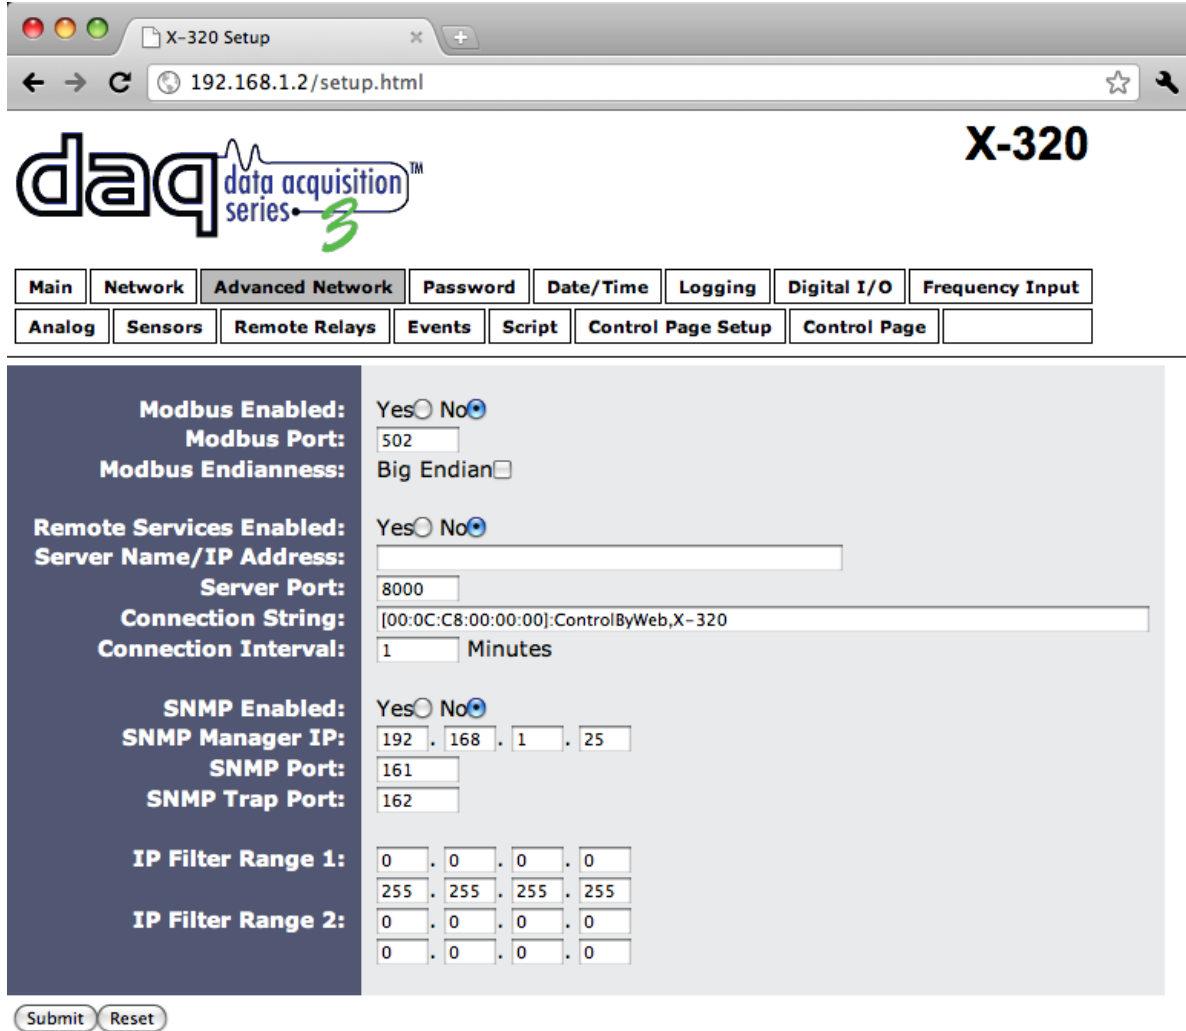 X-320 Setup
192.168.1.2/setup.html
daq data acquisition series 3 ™
X-320
Main Network Advanced Network Password Date/Time Logging Digital I/O Frequency Input
Analog Sensors Remote Relays Events Script Control Page Setup Control Page
Modbus Enabled: Yes No
Modbus Port: 502
Modbus Endianness: Big Endian
Remote Services Enabled: Yes No
Server Name/IP Address:
Server Port: 8000
Connection String: [00:0C:C8:00:00:00]:ControlByWeb,X-320
Connection Interval: 1 Minutes
SNMP Enabled: Yes No
SNMP Manager IP: 192 . 168 . 1 . 25
SNMP Port: 161
SNMP Trap Port: 162
IP Filter Range 1: 0 . 0 . 0 . 0
255 . 255 . 255 . 255
IP Filter Range 2: 0 . 0 . 0 . 0
0 . 0 . 0 . 0
Submit Reset